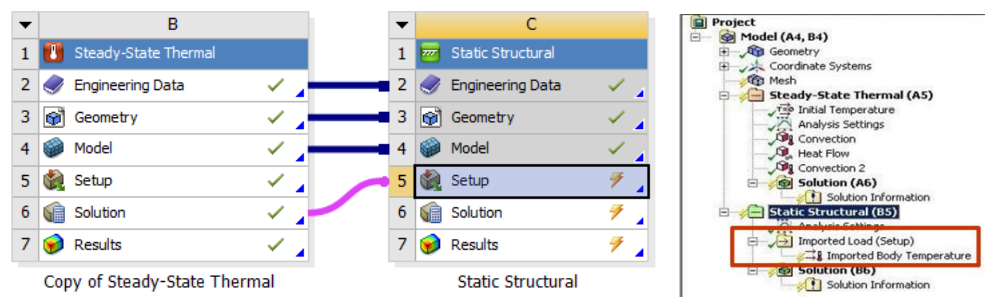 B
1 Steady-State Thermal
2 Engineering Data
3 Geometry
4 Model
5 Setup
6 Solution
7 Results
Copy of Steady-State Thermal
C
1 Static Structural
2 Engineering Data
3 Geometry
4 Model
5 Setup
6 Solution
7 Results
Static Structural
Project
Model (A4, B4)
Geometry
Coordinate Systems
Mesh
Steady-State Thermal (A5)
Initial Temperature
Analysis Settings
Convection
Heat Flow
Convection 2
Solution (A6)
Solution Information
Static Structural (B5)
Analysis Settings
Imported Load (Setup)
Imported Body Temperature
Solution (B6)
Solution Information